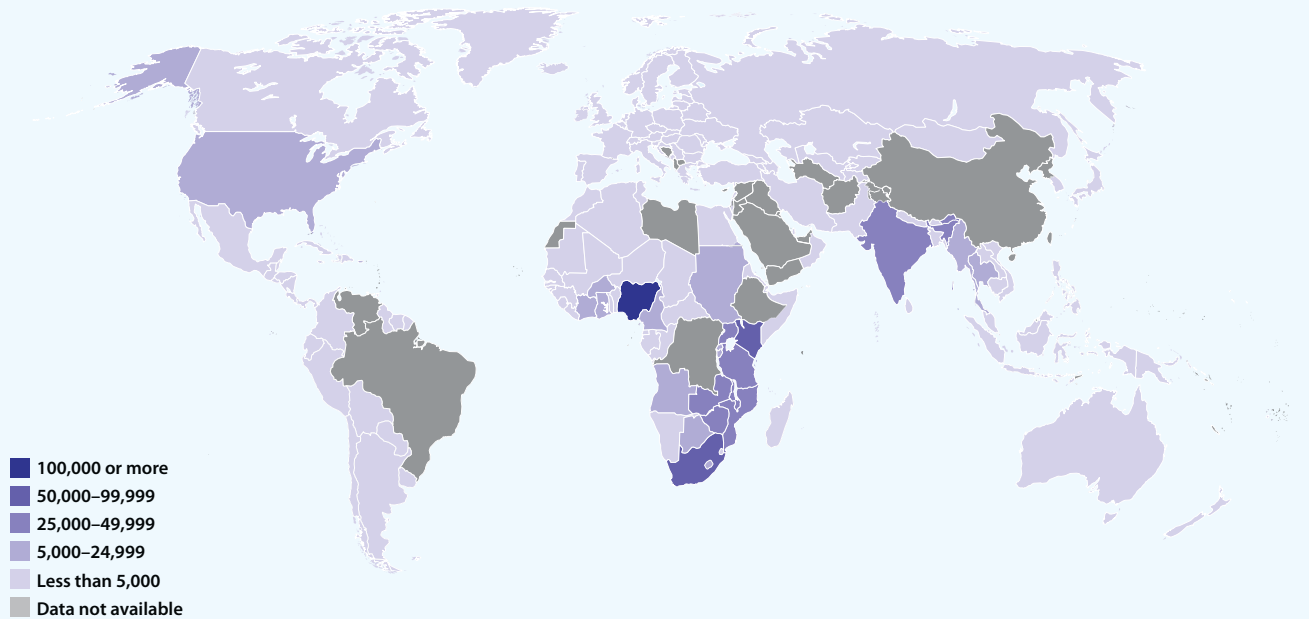 100,000 or more
50,000–99,999
25,000–49,999
5,000–24,999
Less than 5,000
Data not available